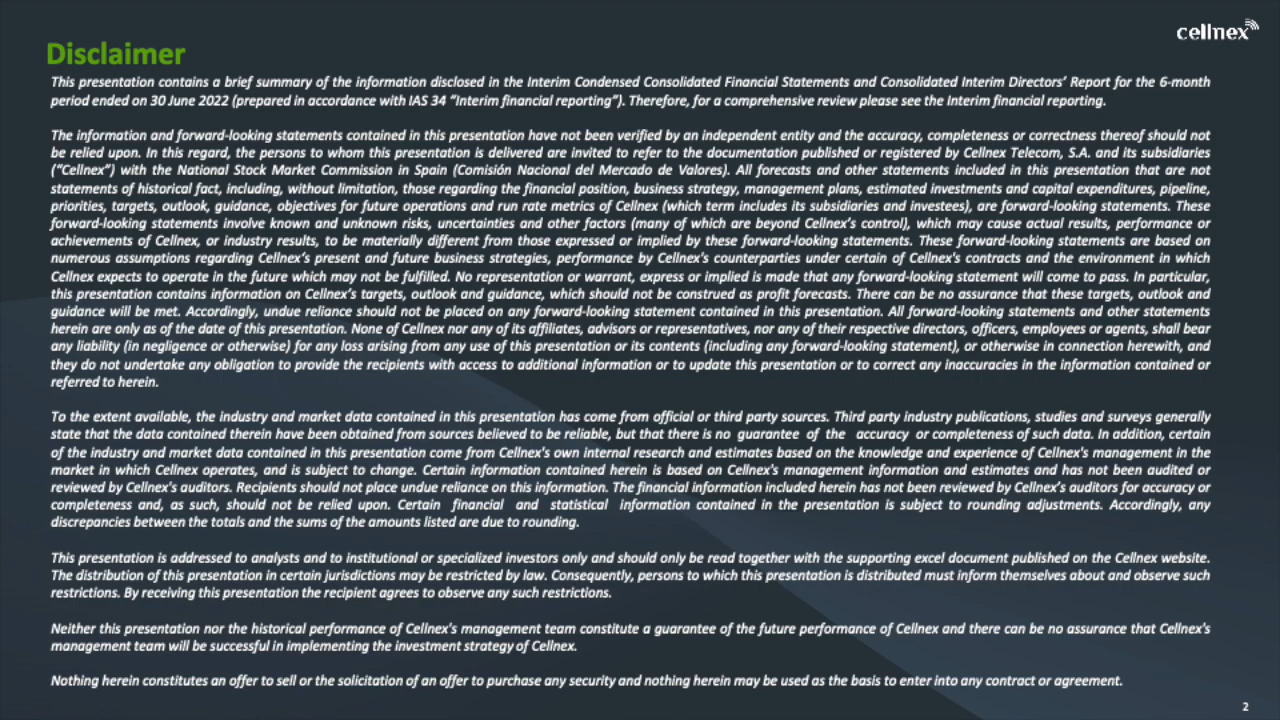 cellnex
Disclaimer
This presentation contains a brief summary of the information disclosed in the Interim Condensed Consolidated Financial Statements and Consolidated Interim Directors' Report for the 6-month
period ended on 30 June 2022 (prepared in accordance with IAS 34 "Interim financial reporting"). Therefore, for a comprehensive review please see the Interim financial reporting.
The information and forward-looking statements contained in this presentation have not been verified by an independent entity and the accuracy, completeness or correctness thereof should not
be relied upon. In this regard, the persons to whom this presentation is delivered are invited to refer to the documentation published or registered by Cellnex Telecom, S.A. and its subsidiaries
("Cellnex") with the National Stock Market Commission in Spain (Comisión Nacional del Mercado de Valores). All forecasts and other statements included in this presentation that are not
statements of historical fact, including, without limitation, those regarding the financial position, business strategy, management plans, estimated investments and capital expenditures, pipeline,
priorities, targets, outlook, guidance, objectives for future operations and run rate metrics of Cellnex (which term includes its subsidiaries and investees), are forward-looking statements. These
forward-looking statements involve known and unknown risks, uncertainties and other factors (many of which are beyond Cellnex's control), which may cause actual results, performance or
achievements of Cellnex, or industry results, to be materially different from those expressed or implied by these forward-looking statements. These forward-looking statements are based on
numerous assumptions regarding Cellnex's present and future business strategies, performance by Cellnex's counterparties under certain of Cellnex's contracts and the environment in which
Cellnex expects to operate in the future which may not be fulfilled. No representation or warrant, express or implied is made that any forward-looking statement will come to pass. In particular,
this presentation contains information on Cellnex's targets, outlook and guidance, which should not be construed as profit forecasts. There can be no assurance that these targets, outlook and
guidance will be met. Accordingly, undue reliance should not be placed on any forward-looking statement contained in this presentation. All forward-looking statements and other statements
herein are only as of the date of this presentation. None of Cellnex nor any of its affiliates, advisors or representatives, nor any of their respective directors, officers, employees or agents, shall bear
any liability (in negligence or otherwise) for any loss arising from any use of this presentation or its contents (including any forward-looking statement), or otherwise in connection herewith, and
they do not undertake any obligation to provide the recipients with access to additional information or to update this presentation or to correct any inaccuracies in the information contained or
referred to herein.
To the extent available, the industry and market data contained in this presentation has come from official or third party sources. Third party industry publications, studies and surveys generally
state that the data contained therein have been obtained from sources believed to be reliable, but that there is no guarantee of the accuracy or completeness of such data. In addition, certain
of the industry and market data contained in this presentation come from Cellnex's own internal research and estimates based on the knowledge and experience of Cellnex's management in the
market in which Cellnex operates, and is subject to change. Certain information contained herein is based on Cellnex's management information and estimates and has not been audited or
reviewed by Cellnex's auditors. Recipients should not place undue reliance on this information. The financial information included herein has not been reviewed by Cellnex's auditors for accuracy or
completeness and, as such, should not be relied upon. Certain financial and statistical information contained in the presentation is subject to rounding adjustments. Accordingly, any
discrepancies between the totals and the sums of the amounts listed are due to rounding.
This presentation is addressed to analysts and to institutional or specialized investors only and should only be read together with the supporting excel document published on the Cellnex website.
The distribution of this presentation in certain jurisdictions may be restricted by law. Consequently, persons to which this presentation is distributed must inform themselves about and observe such
restrictions. By receiving this presentation the recipient agrees to observe any such restrictions.
Neither this presentation nor the historical performance of Cellnex's management team constitute a guarantee of the future performance of Cellnex and there can be no assurance that Cellnex's
management team will be successful in implementing the investment strategy of Cellnex.
Nothing herein constitutes an offer to sell or the solicitation of an offer to purchase any security and nothing herein may be used as the basis to enter into any contract or agreement.
2